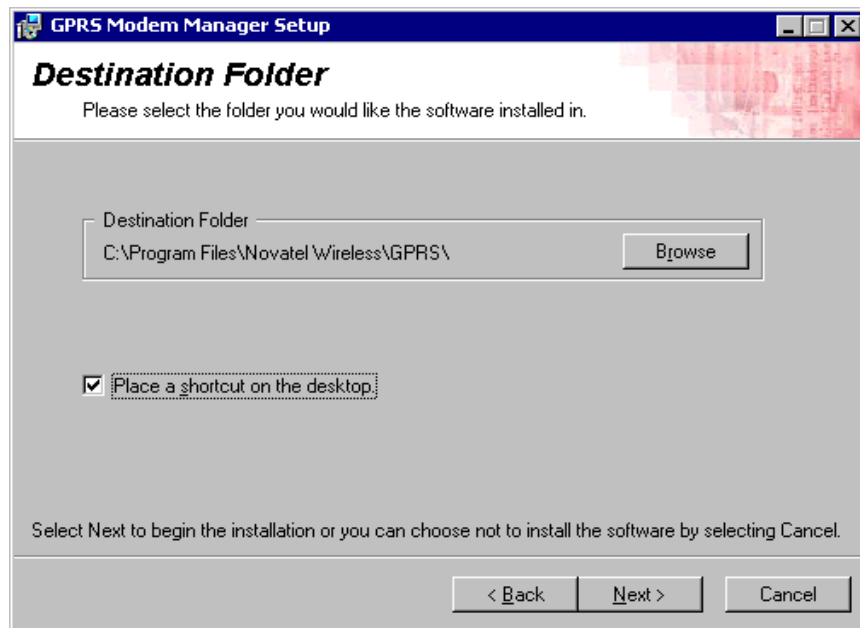 GPRS Modem Manager Setup
Destination Folder
Please select the folder you would like the software installed in.
Destination Folder
C:\Program Files\Novatel Wireless\GPRS\
Browse
Place a shortcut on the desktop.
Select Next to begin the installation or you can choose not to install the software by selecting Cancel.
< Back Next > Cancel